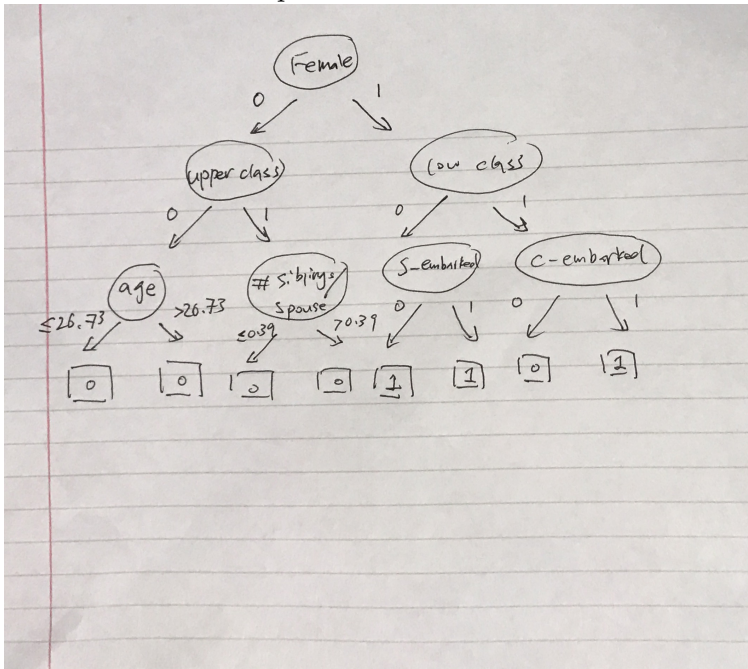 Female
0 1
upper class low class
0 1 0 1
age # siblings/ S-embarked C-embarked
spouse
≤26.73 >26.73 ≤0.39 >0.39 0 1 0 1
0 0 0 0 1 1 0 1